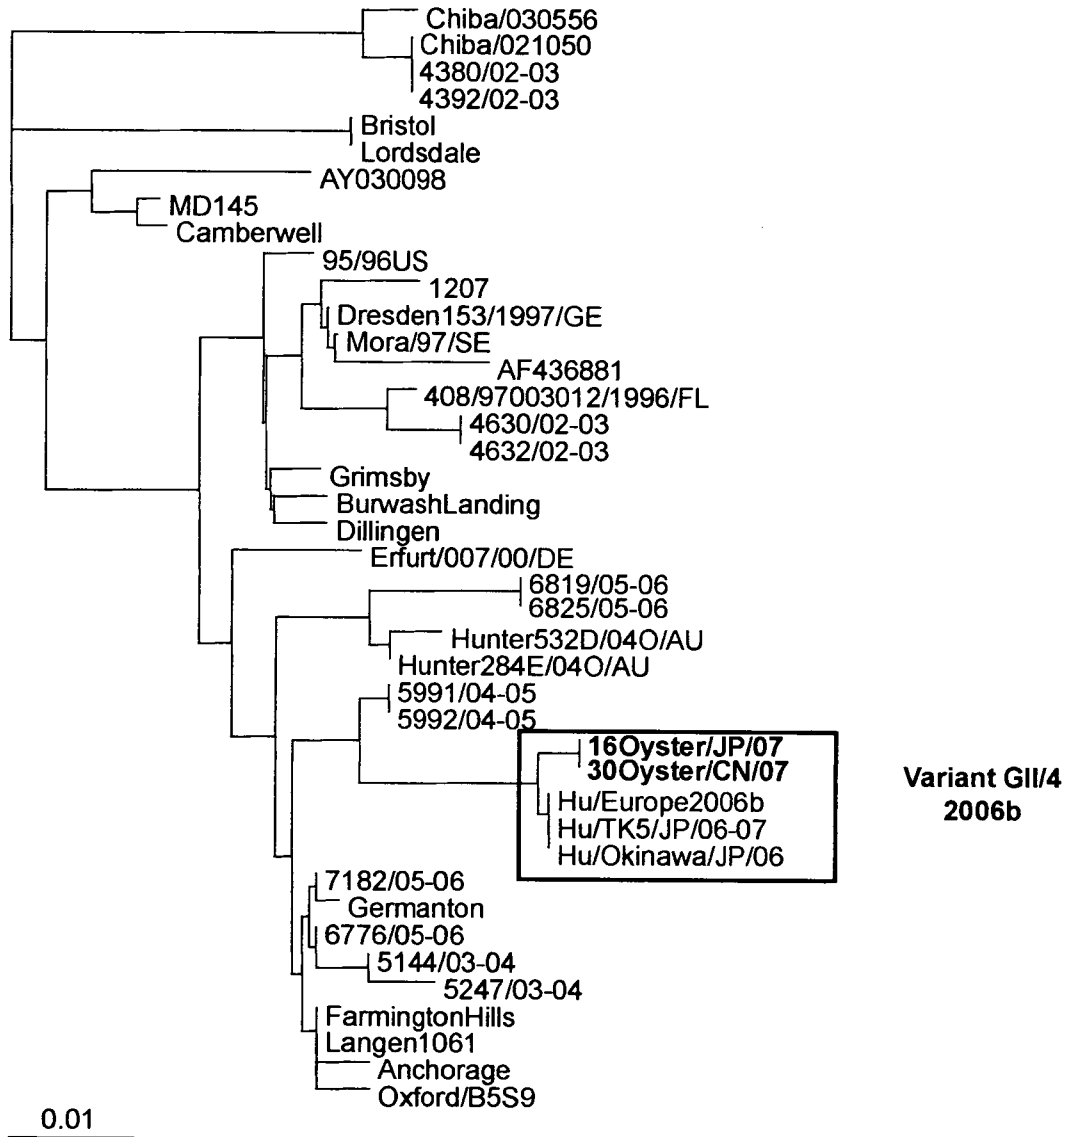 Chiba/030556
Chiba/021050
4380/02-03
4392/02-03
Bristol
Lordsdale
AY030098
MD145
Camberwell
95/96US
1207
Dresden153/1997/GE
Mora/97/SE
AF436881
408/97003012/1996/FL
4630/02-03
4632/02-03
Grimsby
BurwashLanding
Dillingen
Erfurt/007/00/DE
6819/05-06
6825/05-06
Hunter532D/04O/AU
Hunter284E/04O/AU
5991/04-05
5992/04-05
16Oyster/JP/07
30Oyster/CN/07
Hu/Europe2006b
Hu/TK5/JP/06-07
Hu/Okinawa/JP/06
Variant GII/4
2006b
7182/05-06
Germanton
6776/05-06
5144/03-04
5247/03-04
FarmingtonHills
Langen1061
Anchorage
Oxford/B5S9
0.01